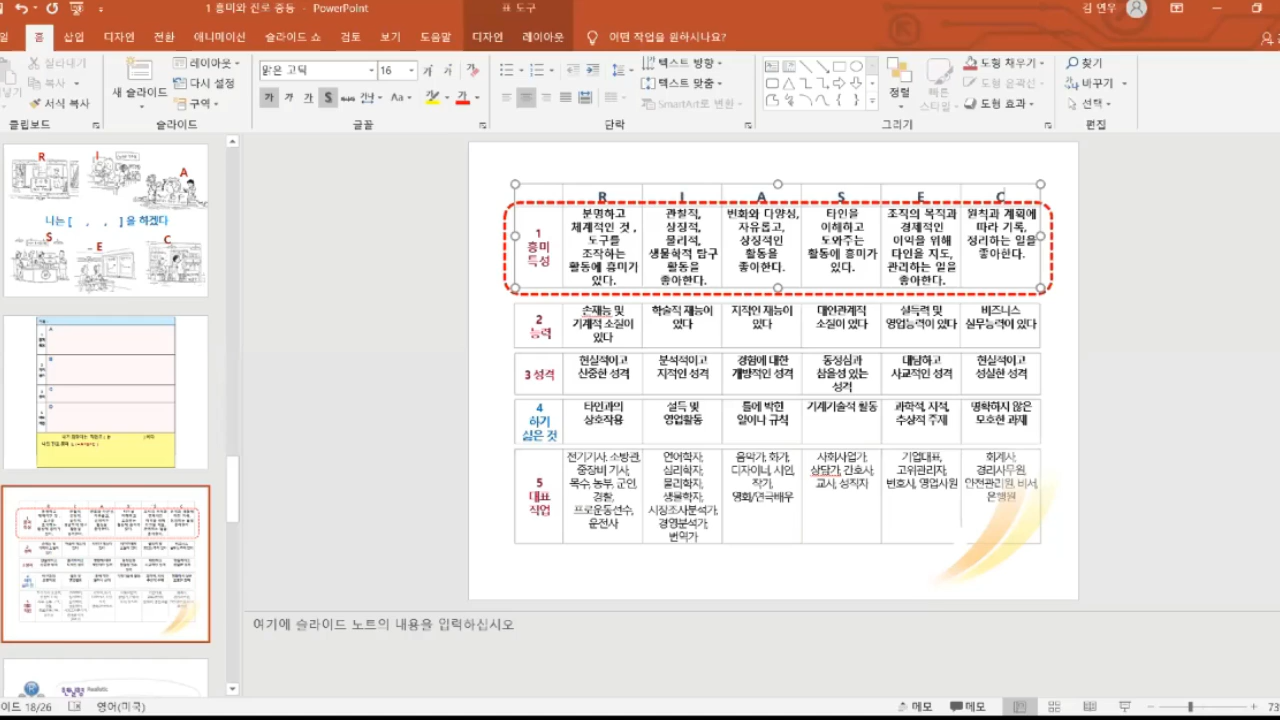 1 흥미와 진로 중등 - PowerPoint
표 도구
김 연우
홈 삽입 디자인 전환 애니메이션 슬라이드 쇼 검토 보기 도움말 디자인 레이아웃 어떤 작업을 원하시나요?
잘라내기
복사
서식 복사
클립보드
새 슬라이드
레이아웃
다시 설정
구역
슬라이드
맑은 고딕 16
가 가 가 S abc 가간 Aa 가
글꼴
텍스트 방향
텍스트 맞춤
SmartArt로 변환
단락
정렬
빠른 스타일
도형 채우기
도형 윤곽선
도형 효과
그리기
찾기
바꾸기
선택
편집
R I A
나는 [ , , ] 을 하겠다
S E C
R I A S E C
1 흥미 특성
분명하고 체계적인 것, 도구를 조작하는 활동에 흥미가 있다.
관찰적, 상징적, 물리적, 생물학적 탐구 활동을 좋아한다.
변화와 다양성, 자유롭고, 상징적인 활동을 좋아한다.
타인을 이해하고 도와주는 활동에 흥미가 있다.
조직의 목적과 경제적인 이익을 위해 타인을 지도, 관리하는 일을 좋아한다.
원칙과 계획에 따라 기록, 정리하는 일을 좋아한다.
2 능력
손재능 및 기계적 소질이 있다
학술적 재능이 있다
지적인 재능이 있다
대인관계적 소질이 있다
설득력 및 영업능력이 있다
비즈니스 실무능력이 있다
3 성격
현실적이고 신중한 성격
분석적이고 지적인 성격
경험에 대한 개방적인 성격
동정심과 참을성 있는 성격
대담하고 사교적인 성격
현실적이고 성실한 성격
4 하기 싫은 것
타인과의 상호작용
설득 및 영업활동
틀에 박힌 일이나 규칙
기계기술적 활동
과학적, 지적, 추상적 주제
명확하지 않은 모호한 과제
5 대표 직업
전기기사, 소방관, 중장비 기사, 목수, 농부, 군인, 경찰, 프로운동선수, 운전사
언어학자, 심리학자, 물리학자, 생물학자, 시장조사분석가, 경영분석가, 번역가
음악가, 화가, 디자이너, 시인, 작가, 영화/연극배우
사회사업가, 상담가, 간호사, 교사, 성직자
기업대표, 고위관리자, 변호사, 영업사원
회계사, 경리사무원, 안전관리원, 비서, 은행원
여기에 슬라이드 노트의 내용을 입력하십시오
Realistic
이드 18/26 영어(미국) 메모 메모 73